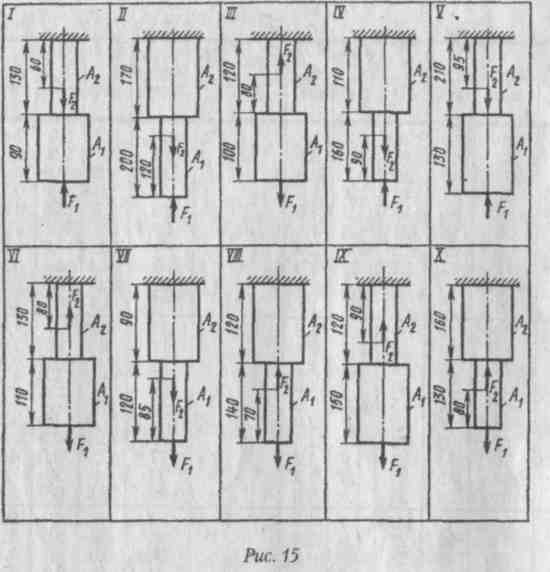 I II III IV V
130 60 F₂ A₂ 90 A₁ F₁
170 A₂ 200 120 F₂ A₁ F₁
120 80 F₂ A₂ 100 A₁ F₁
110 A₂ 160 90 F₂ A₁ F₁
210 95 F₂ A₂ 130 A₁ F₁
VI VII VIII IX X
130 80 F₂ A₂ 110 A₁ F₁
90 A₂ 120 85 F₂ A₁ F₁
120 A₂ 140 70 F₂ A₁ F₁
120 90 F₂ A₂ 150 A₁ F₁
160 A₂ 130 80 F₂ A₁ F₁
Рис. 15